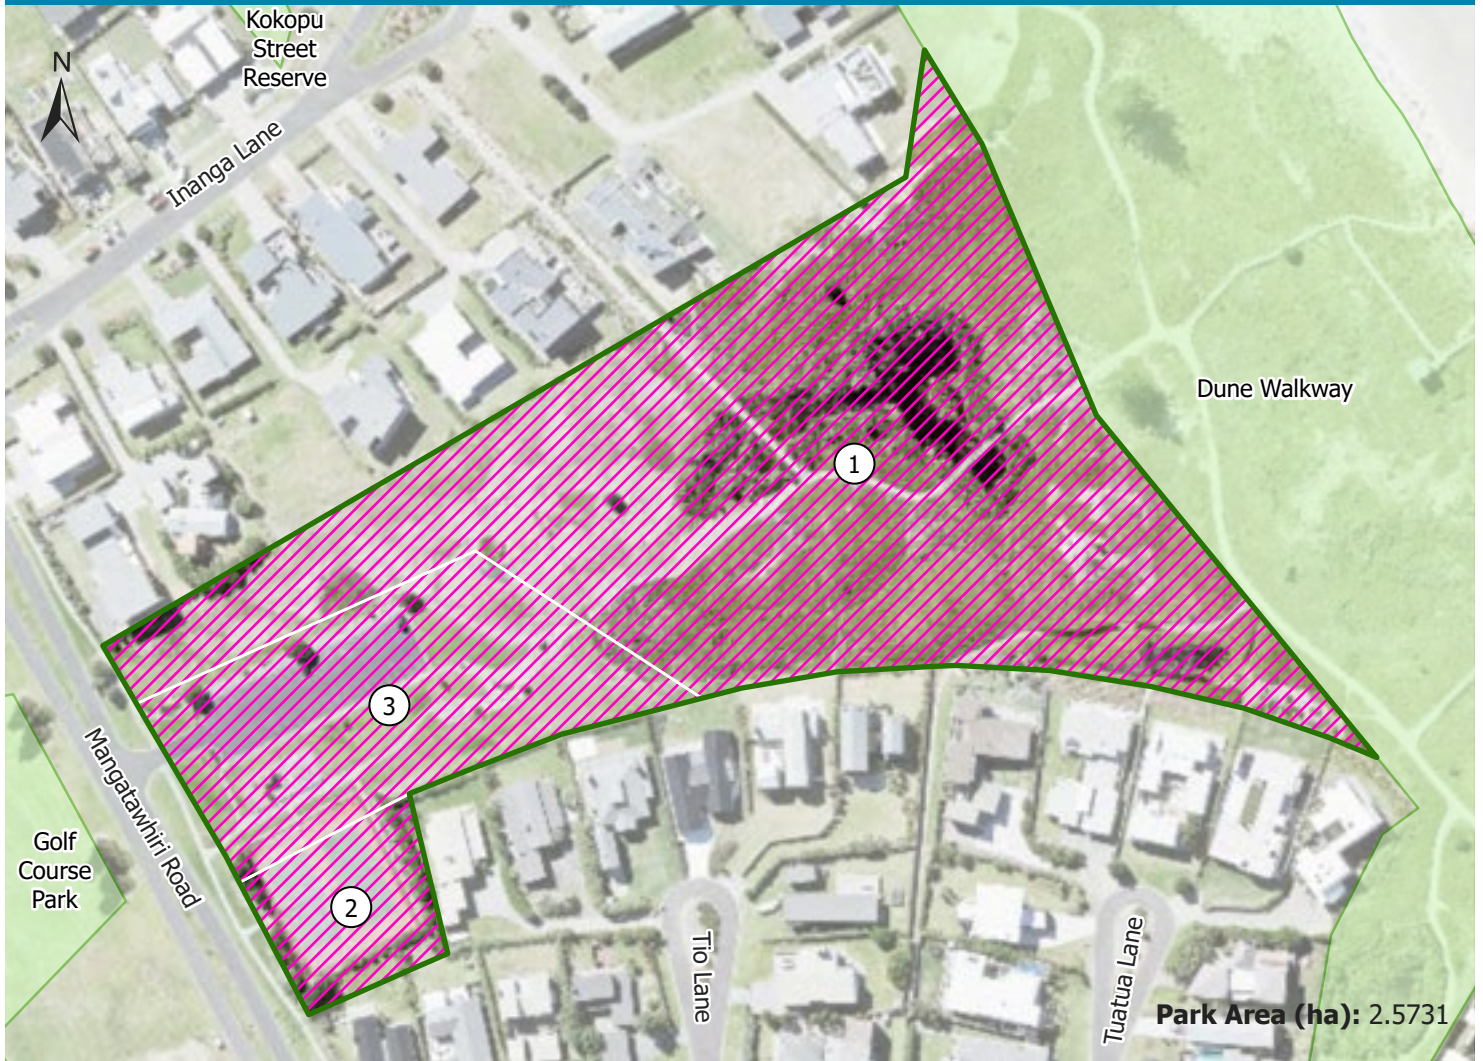 Kokopu
Street
Reserve
N
Inanga Lane
Dune Walkway
1
3
2
Mangatawhiri Road
Golf
Course
Park
Tio Lane
Tuatua Lane
Park Area (ha): 2.5731